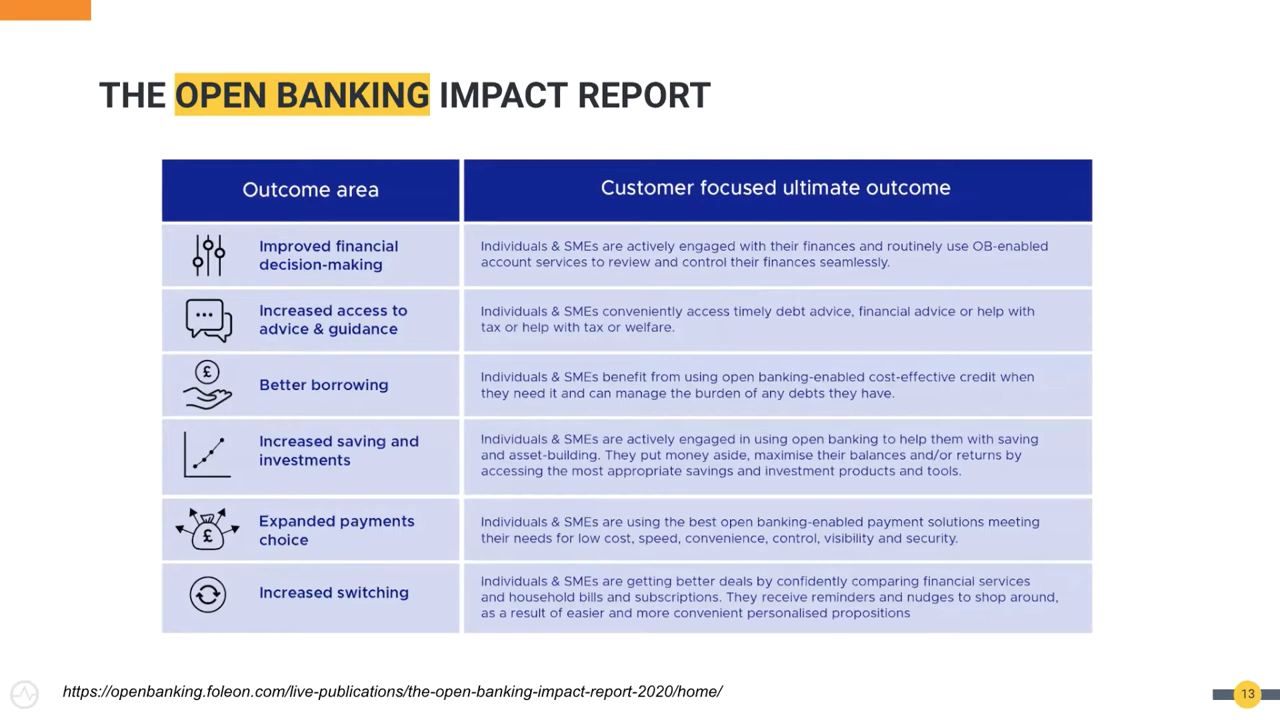 THE OPEN BANKING IMPACT REPORT
Outcome area
Customer focused ultimate outcome
Improved financial
decision-making
Individuals & SMEs are actively engaged with their finances and routinely use OB-enabled
account services to review and control their finances seamlessly.
Increased access to
advice & guidance
Individuals & SMEs conveniently access timely debt advice, financial advice or help with
tax or help with tax or welfare.
£
Better borrowing
Individuals & SMEs benefit from using open banking-enabled cost-effective credit when
they need it and can manage the burden of any debts they have.
Increased saving and
investments
Individuals & SMEs are actively engaged in using open banking to help them with saving
and asset-building. They put money aside, maximise their balances and/or returns by
accessing the most appropriate savings and investment products and tools.
£
Expanded payments
choice
Individuals & SMEs are using the best open banking-enabled payment solutions meeting
their needs for low cost, speed, convenience, control, visibility and security.
Increased switching
Individuals & SMEs are getting better deals by confidently comparing financial services
and household bills and subscriptions. They receive reminders and nudges to shop around,
as a result of easier and more convenient personalised propositions
https://openbanking.foleon.com/live-publications/the-open-banking-impact-report-2020/home/
13